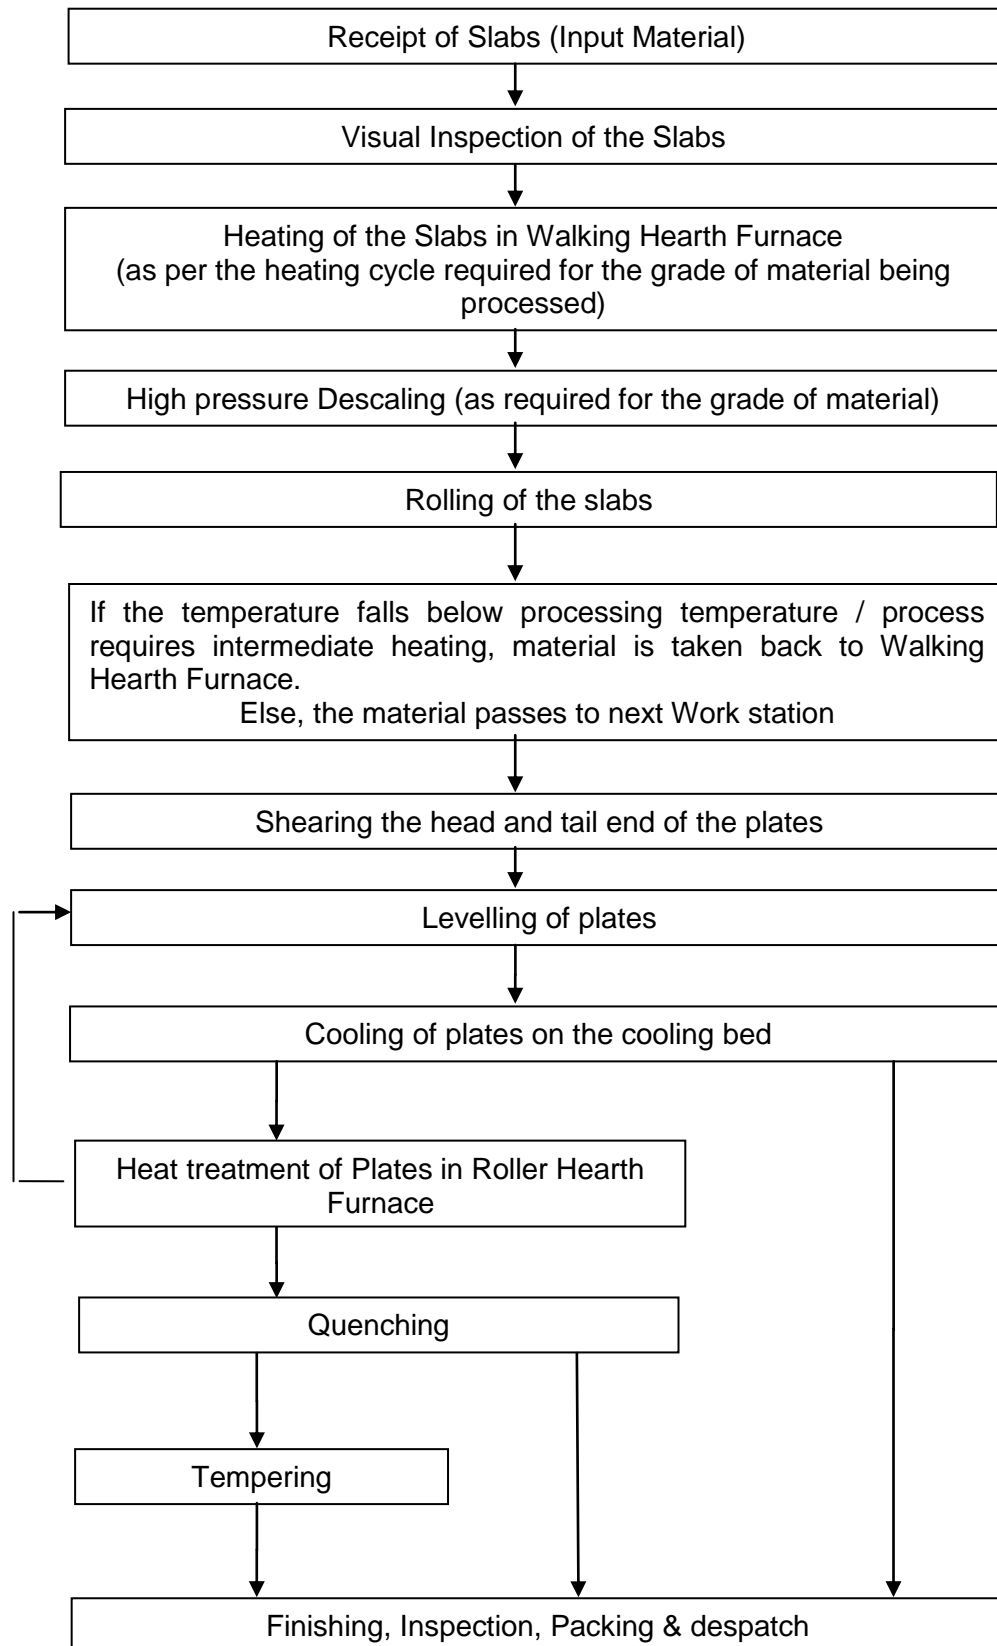 Receipt of Slabs (Input Material)
Visual Inspection of the Slabs
Heating of the Slabs in Walking Hearth Furnace
(as per the heating cycle required for the grade of material being
processed)
High pressure Descaling (as required for the grade of material)
Rolling of the slabs
If the temperature falls below processing temperature / process
requires intermediate heating, material is taken back to Walking
Hearth Furnace.
Else, the material passes to next Work station
Shearing the head and tail end of the plates
Levelling of plates
Cooling of plates on the cooling bed
Heat treatment of Plates in Roller Hearth
Furnace
Quenching
Tempering
Finishing, Inspection, Packing & despatch